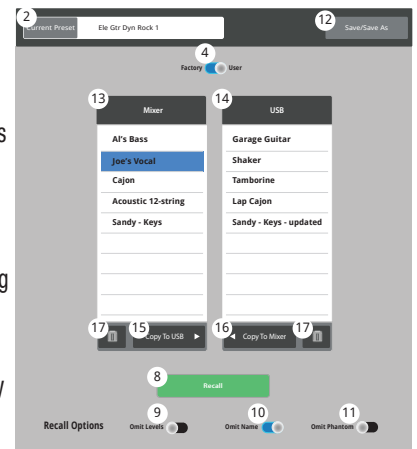 2
Current Preset
Ele Gtr Dyn Rock 1
12
Save/Save As
4
Factory
User
13
Mixer
Al's Bass
Joe's Vocal
Cajon
Acoustic 12-string
Sandy - Keys
14
USB
Garage Guitar
Shaker
Tamborine
Lap Cajon
Sandy - Keys - updated
17
15
Copy To USB
16
Copy To Mixer
17
8
Recall
Recall Options
9
Omit Levels
10
Omit Name
11
Omit Phantom
s
g